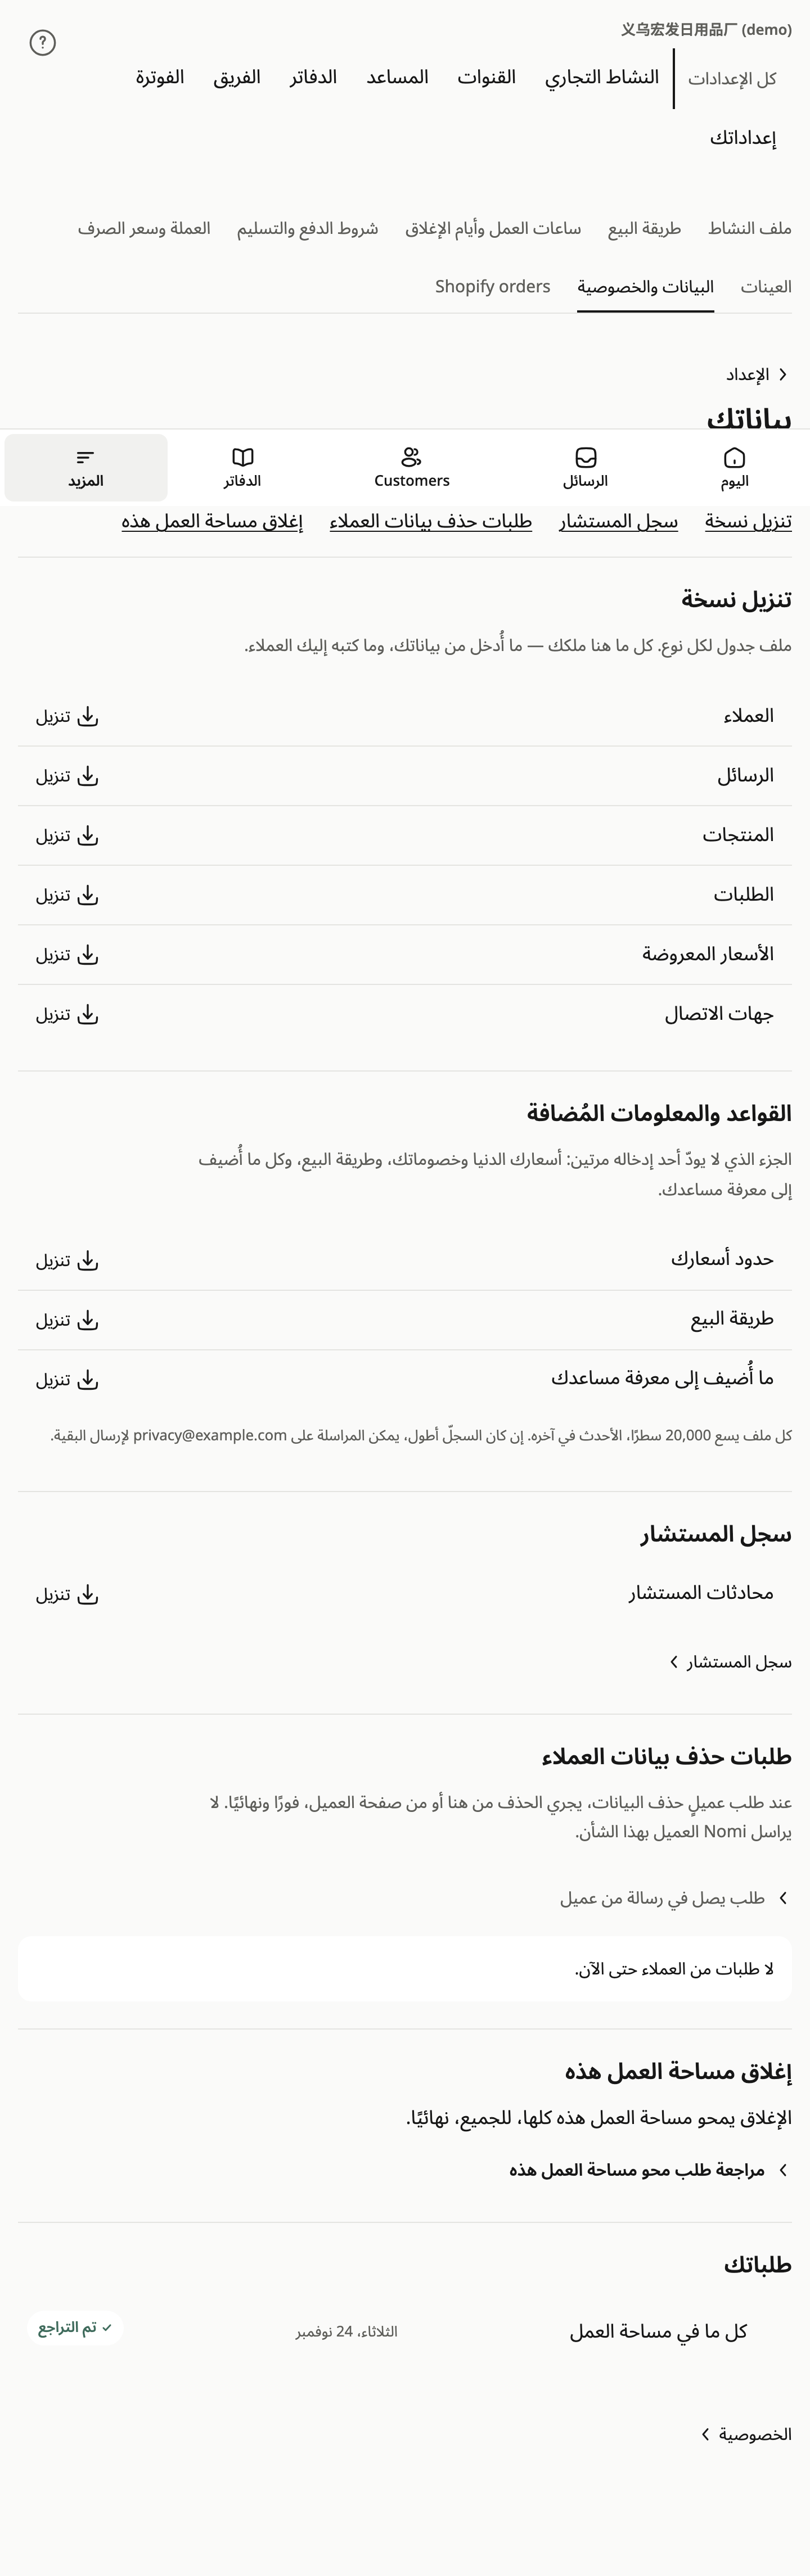 义乌宏发日用品厂 (demo)
كل الإعدادات
النشاط التجاري
القنوات
المساعد
الدفاتر
الفريق
الفوترة
إعداداتك
ملف النشاط
طريقة البيع
ساعات العمل وأيام الإغلاق
شروط الدفع والتسليم
العملة وسعر الصرف
العينات
البيانات والخصوصية
Shopify orders
الإعداد
بياناتك
اليوم
الرسائل
Customers
الدفاتر
المزيد
تنزيل نسخة
سجل المستشار
طلبات حذف بيانات العملاء
إغلاق مساحة العمل هذه
تنزيل نسخة
ملف جدول لكل نوع. كل ما هنا ملكك — ما أُدخل من بياناتك، وما كتبه إليك العملاء.
العملاء
تنزيل
الرسائل
تنزيل
المنتجات
تنزيل
الطلبات
تنزيل
الأسعار المعروضة
تنزيل
جهات الاتصال
تنزيل
القواعد والمعلومات المُضافة
الجزء الذي لا يودّ أحد إدخاله مرتين: أسعارك الدنيا وخصوماتك، وطريقة البيع، وكل ما أُضيف
إلى معرفة مساعدك.
حدود أسعارك
تنزيل
طريقة البيع
تنزيل
ما أُضيف إلى معرفة مساعدك
تنزيل
كل ملف يسع 20,000 سطرًا، الأحدث في آخره. إن كان السجلّ أطول، يمكن المراسلة على privacy@example.com لإرسال البقية.
سجل المستشار
محادثات المستشار
تنزيل
سجل المستشار
طلبات حذف بيانات العملاء
عند طلب عميلٍ حذف البيانات، يجري الحذف من هنا أو من صفحة العميل، فورًا ونهائيًا. لا
يراسل Nomi العميل بهذا الشأن.
طلب يصل في رسالة من عميل
لا طلبات من العملاء حتى الآن.
إغلاق مساحة العمل هذه
الإغلاق يمحو مساحة العمل هذه كلها، للجميع، نهائيًا.
مراجعة طلب محو مساحة العمل هذه
طلباتك
كل ما في مساحة العمل
الثلاثاء، 24 نوفمبر
تم التراجع
الخصوصية